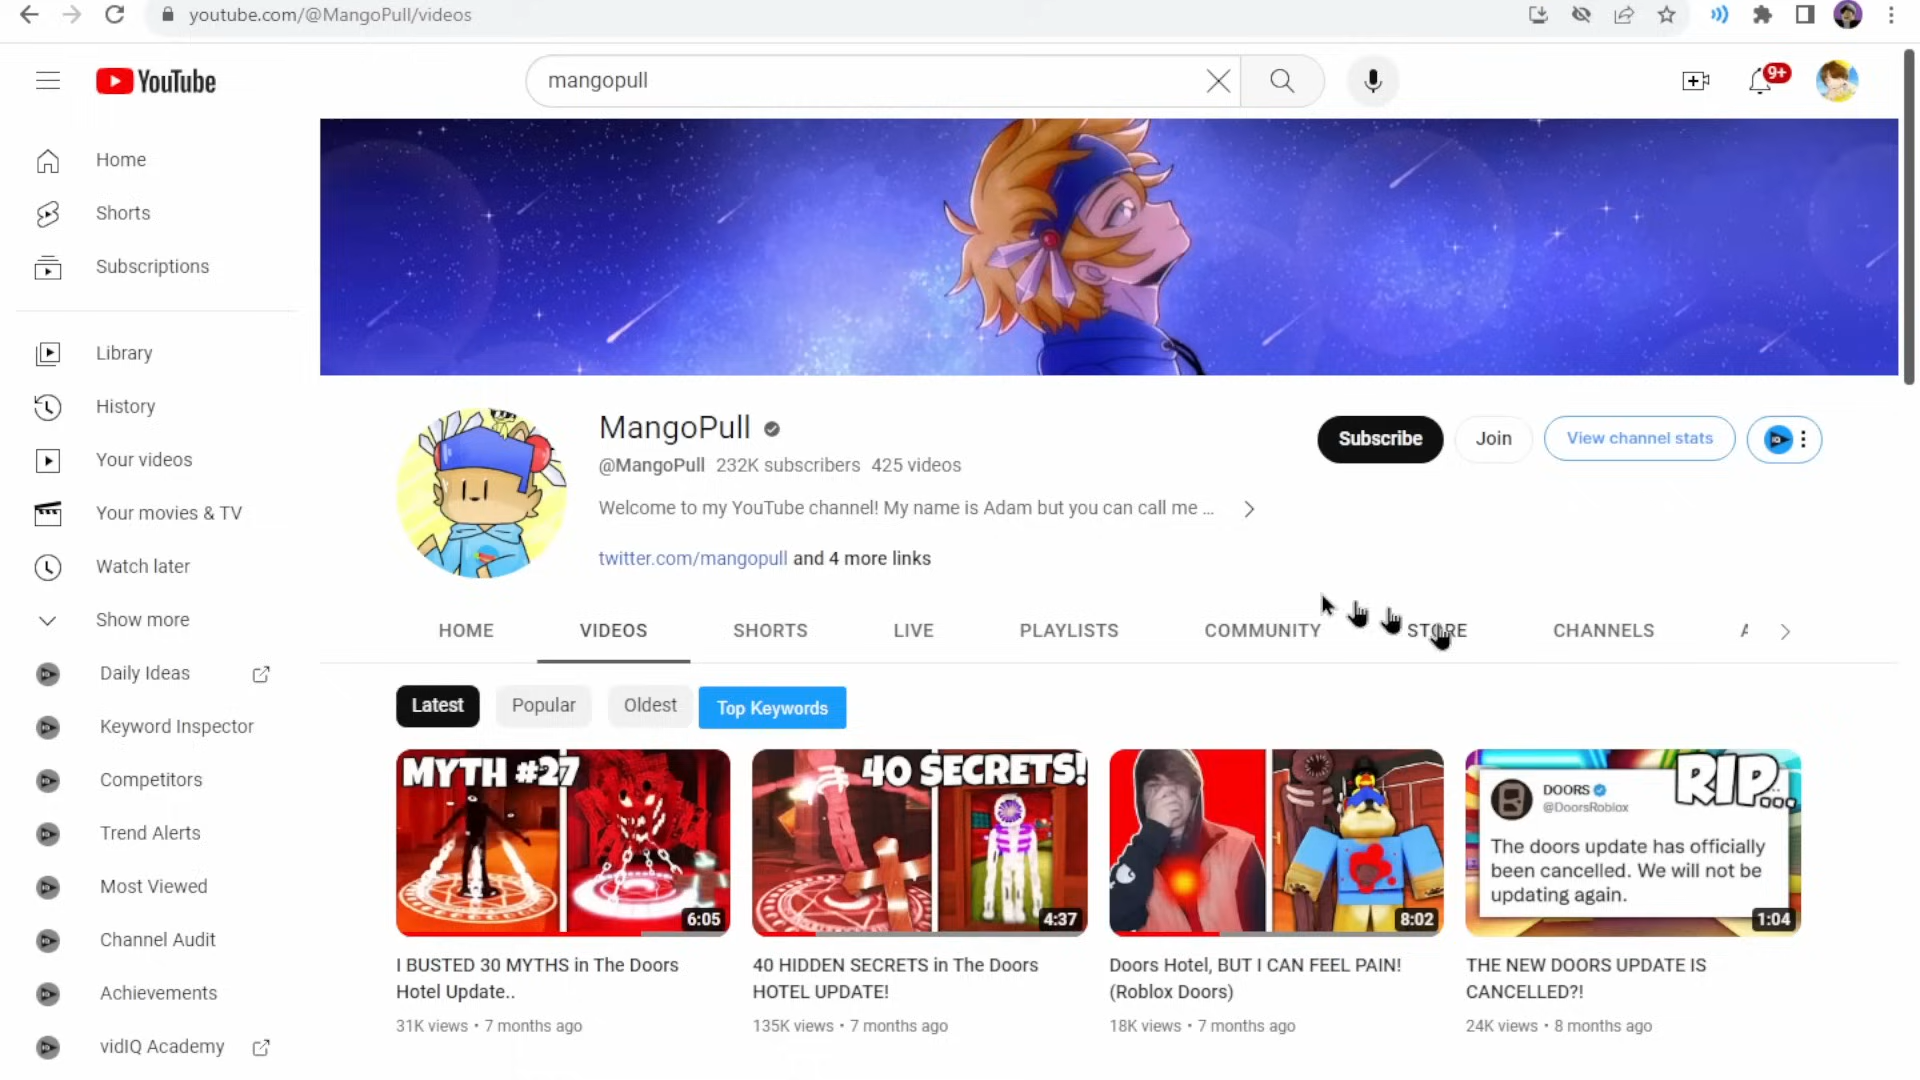 youtube.com/@MangoPull/videos
YouTube
mangopull
9+
Home
Shorts
Subscriptions
Library
History
Your videos
Your movies & TV
Watch later
Show more
Daily Ideas
Keyword Inspector
Competitors
Trend Alerts
Most Viewed
Channel Audit
Achievements
vidIQ Academy
MangoPull
@MangoPull 232K subscribers 425 videos
Welcome to my YouTube channel! My name is Adam but you can call me ...
twitter.com/mangopull and 4 more links
Subscribe
Join
View channel stats
HOME VIDEOS SHORTS LIVE PLAYLISTS COMMUNITY STORE CHANNELS
Latest Popular Oldest Top Keywords
MYTH #27
6:05
I BUSTED 30 MYTHS in The Doors
Hotel Update..
31K views • 7 months ago
40 SECRETS!
4:37
40 HIDDEN SECRETS in The Doors
HOTEL UPDATE!
135K views • 7 months ago
8:02
Doors Hotel, BUT I CAN FEEL PAIN!
(Roblox Doors)
18K views • 7 months ago
RIP...
DOORS
@DoorsRoblox
The doors update has officially
been cancelled. We will not be
updating again.
1:04
THE NEW DOORS UPDATE IS
CANCELLED?!
24K views • 8 months ago